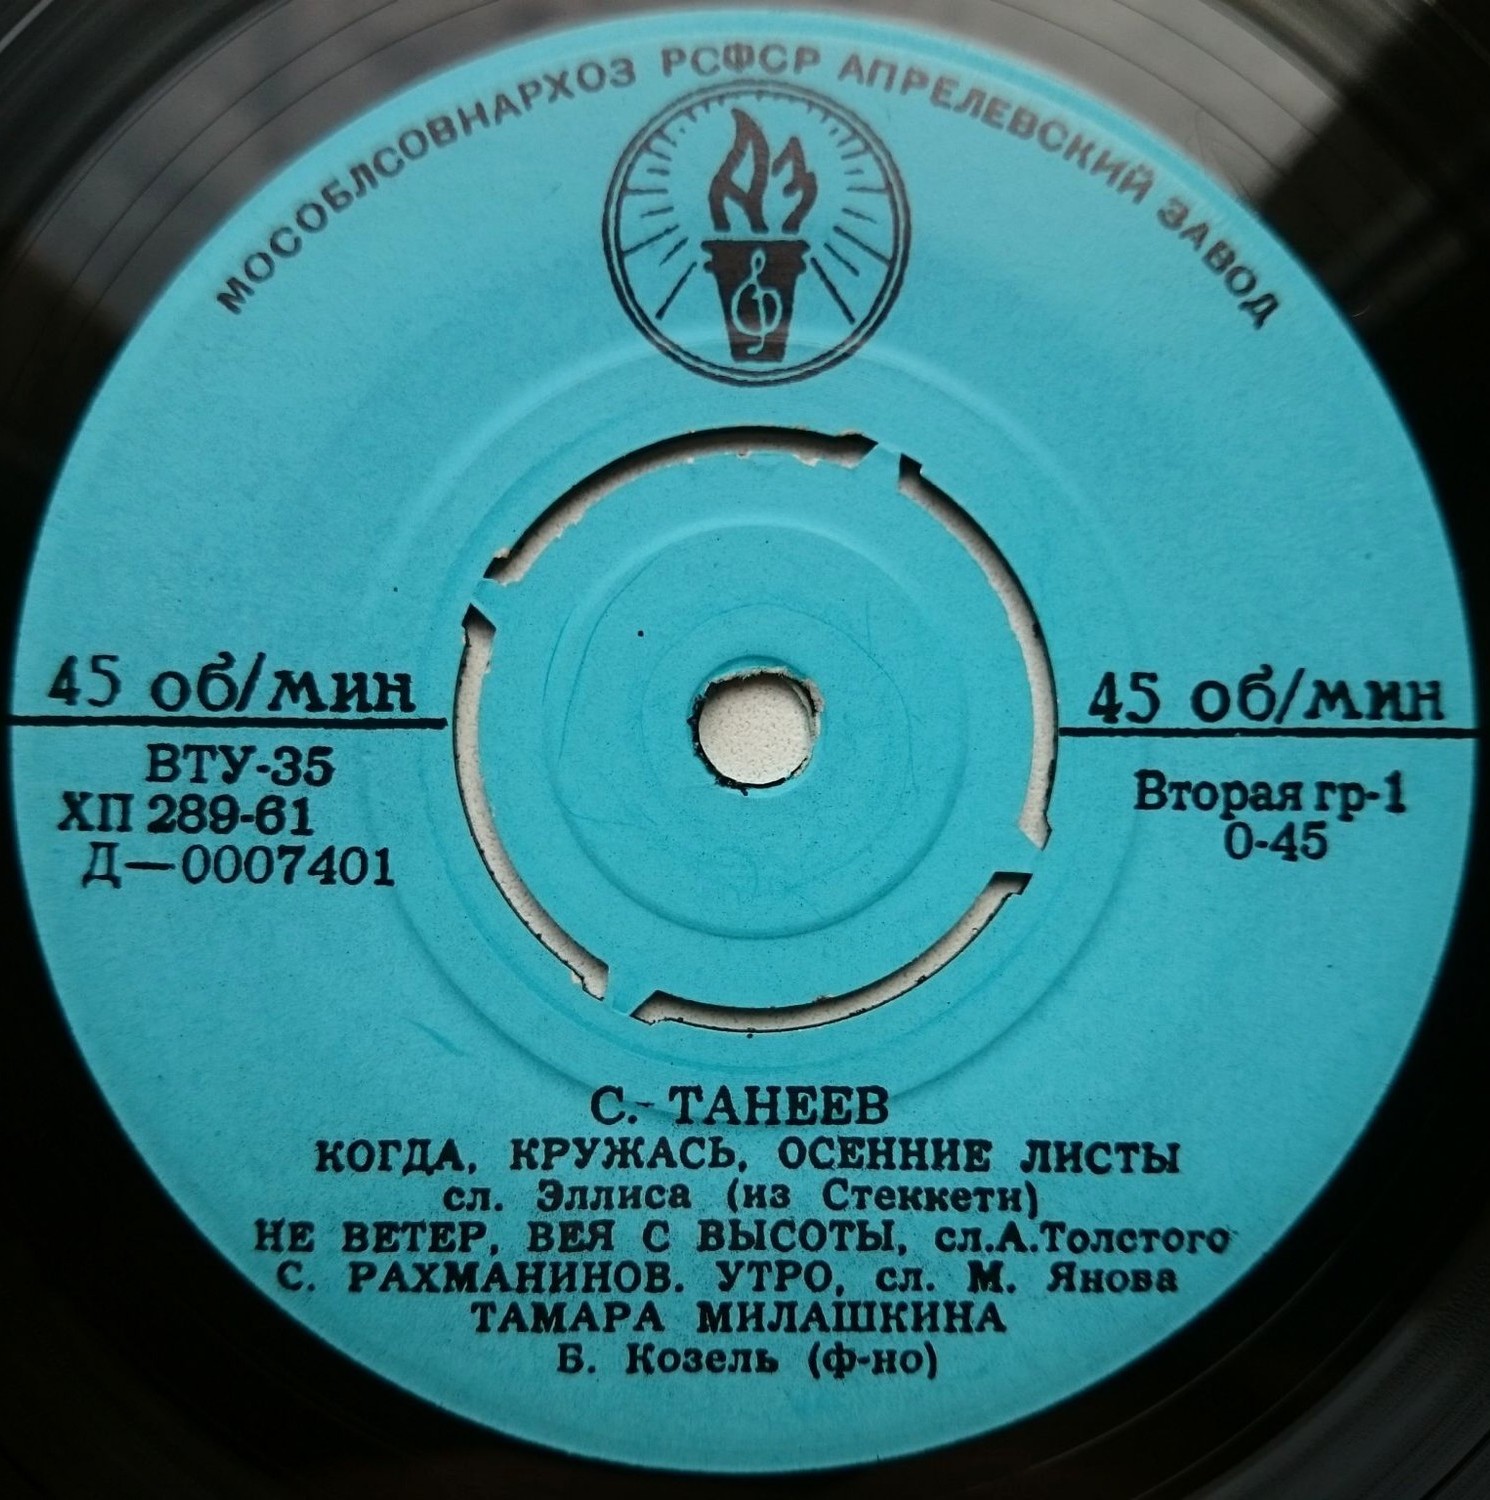 МОСОБЛСОВНАРХОЗ РСФСР АПРЕЛЕВСКИЙ ЗАВОД
АЗ
45 об/мин
45 об/мин
ВТУ-35
ХП 289-61
Д—0007401
Вторая гр-1
0-45
С. ТАНЕЕВ
КОГДА, КРУЖАСЬ, ОСЕННИЕ ЛИСТЫ
сл. Эллиса (из Стеккети)
НЕ ВЕТЕР, ВЕЯ С ВЫСОТЫ, сл.А.Толстого
С. РАХМАНИНОВ. УТРО, сл. М. Янова
ТАМАРА МИЛАШКИНА
Б. Козель (ф-но)